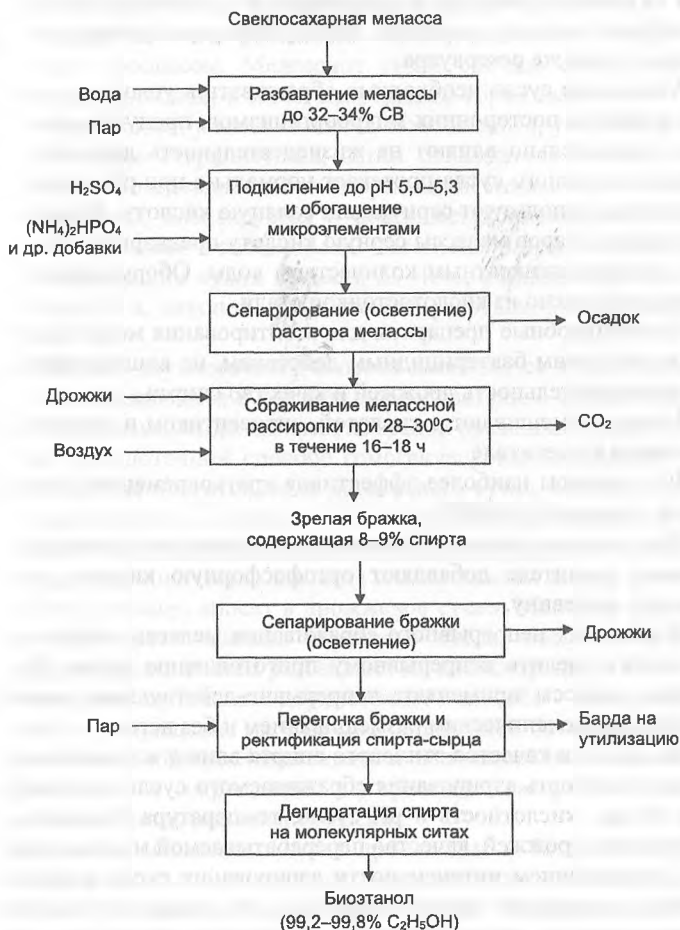 Свеклосахарная меласса
Вода
Пар
Разбавление мелассы
до 32–34% СВ
H₂SO₄
(NH₄)₂HPO₄
и др. добавки
Подкисление до pH 5,0–5,3
и обогащение
микроэлементами
Сепарирование (осветление)
раствора мелассы
Осадок
Дрожжи
Воздух
Сбраживание мелассной
рассиропки при 28–30⁰С
в течение 16–18 ч
CO₂
Зрелая бражка,
содержащая 8–9% спирта
Сепарирование бражки
(осветление)
Дрожжи
Пар
Перегонка бражки и
ректификация спирта-сырца
Барда на
утилизацию
Дегидратация спирта
на молекулярных ситах
Биоэтанол
(99,2–99,8% C₂H₅OH)